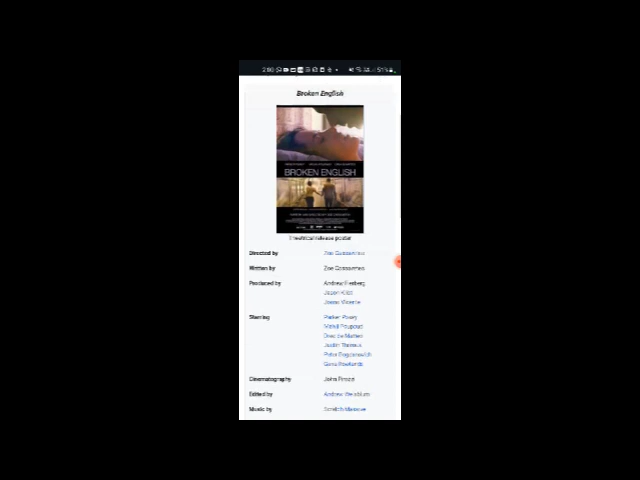 Broken English
BROKEN ENGLISH
Theatrical release poster
Directed by Zoe Cassavetes
Written by Zoe Cassavetes
Produced by Andrew Fierberg
Jason Kliot
Joana Vicente
Starring Parker Posey
Melvil Poupaud
Drea de Matteo
Justin Theroux
Peter Bogdanovich
Gena Rowlands
Cinematography John Pirozzi
Edited by Andrew Weisblum
Music by Scratch Massive